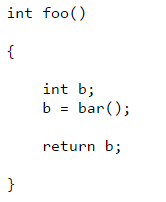 int foo()
{
int b;
b = bar();
return b;
}